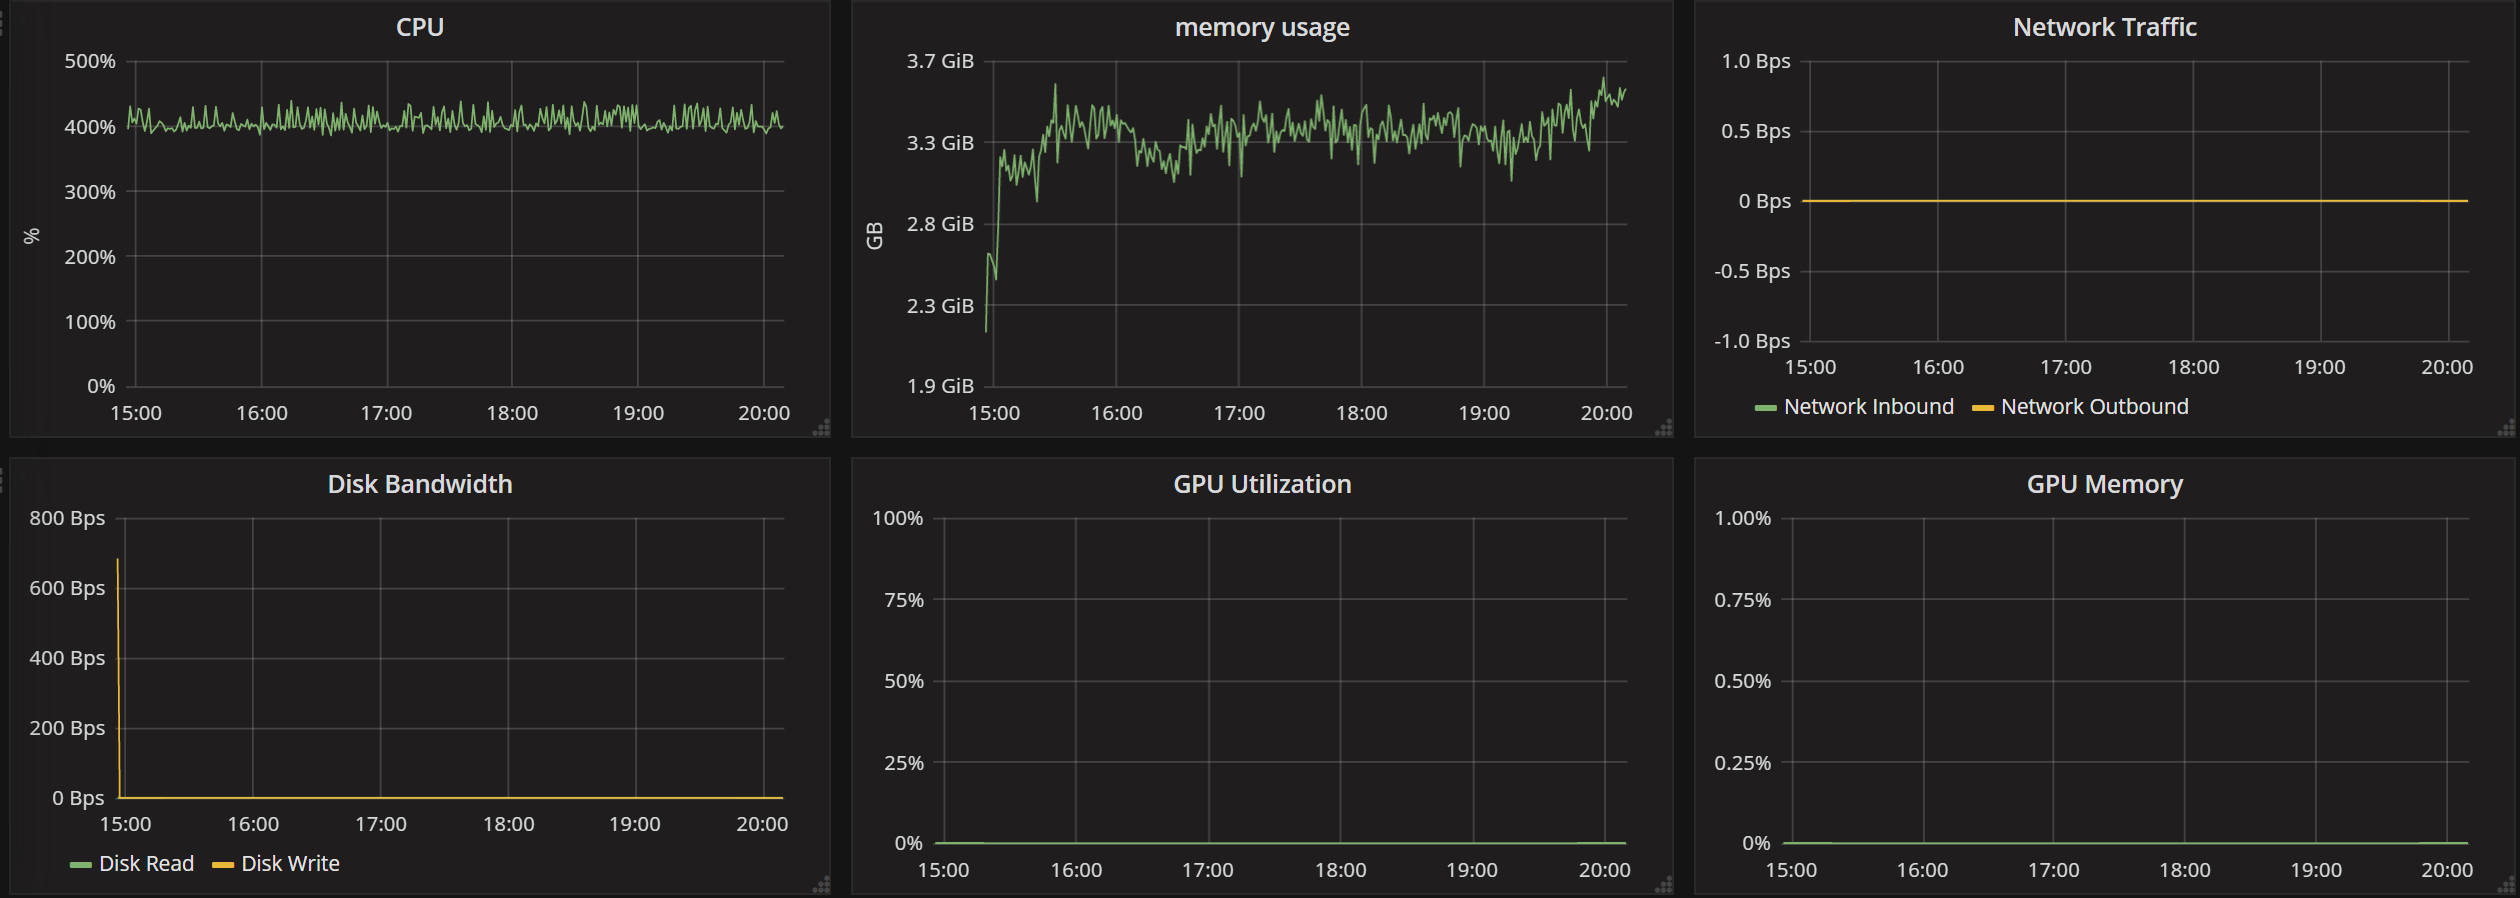 CPU
500%
400%
300%
200%
100%
0%
%
15:00 16:00 17:00 18:00 19:00 20:00
memory usage
3.7 GiB
3.3 GiB
2.8 GiB
2.3 GiB
1.9 GiB
GB
15:00 16:00 17:00 18:00 19:00 20:00
Network Traffic
1.0 Bps
0.5 Bps
0 Bps
-0.5 Bps
-1.0 Bps
15:00 16:00 17:00 18:00 19:00 20:00
Network Inbound Network Outbound
Disk Bandwidth
800 Bps
600 Bps
400 Bps
200 Bps
0 Bps
15:00 16:00 17:00 18:00 19:00 20:00
Disk Read Disk Write
GPU Utilization
100%
75%
50%
25%
0%
15:00 16:00 17:00 18:00 19:00 20:00
GPU Memory
1.00%
0.75%
0.50%
0.25%
0%
15:00 16:00 17:00 18:00 19:00 20:00